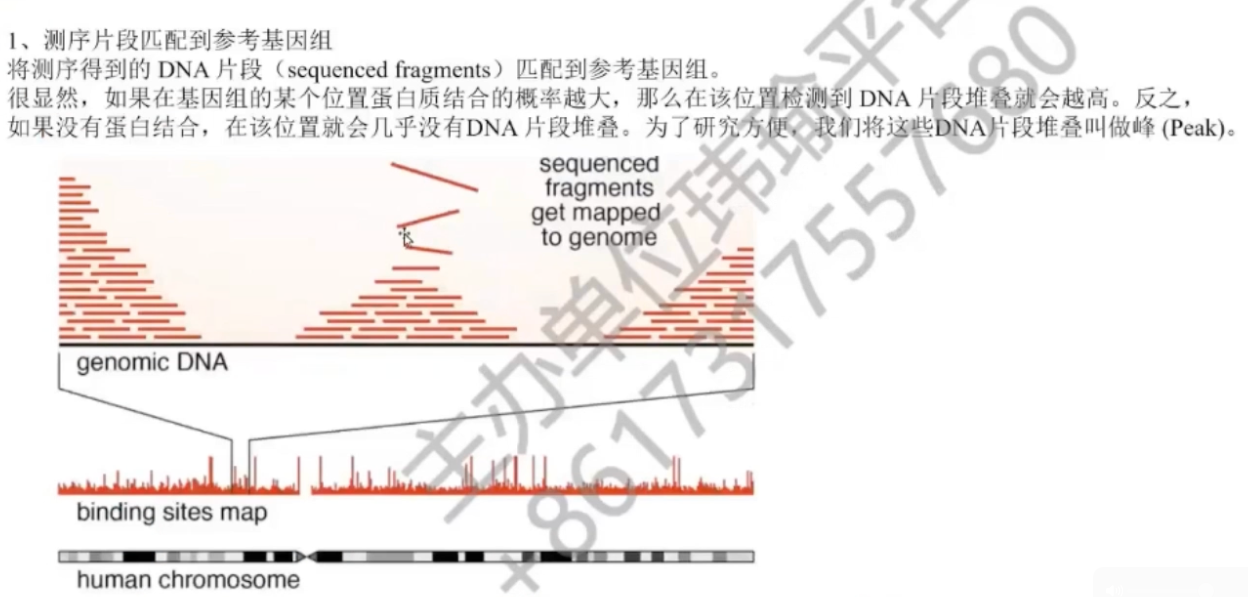 1、测序片段匹配到参考基因组
将测序得到的 DNA 片段（sequenced fragments）匹配到参考基因组。
很显然，如果在基因组的某个位置蛋白质结合的概率越大，那么在该位置检测到 DNA 片段堆叠就会越高。反之，
如果没有蛋白结合，在该位置就会几乎没有DNA 片段堆叠。为了研究方便，我们将这些DNA片段堆叠叫做峰 (Peak)。
sequenced
fragments
get mapped
to genome
genomic DNA
binding sites map
human chromosome
主办单位玮瑜平台
+8617317557680